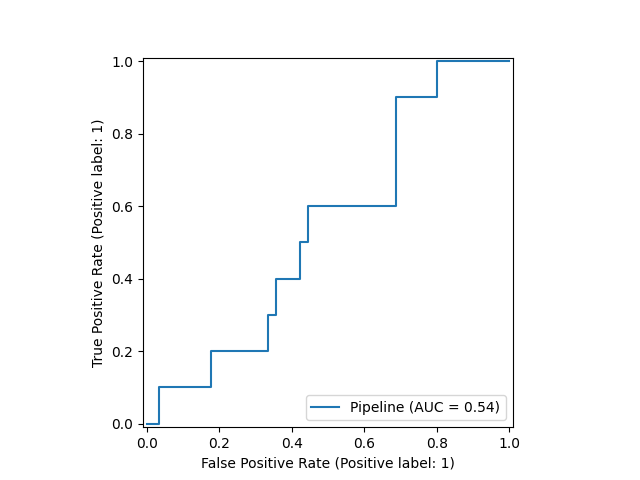 1.0
0.8
0.6
0.4
0.2
0.0
True Positive Rate (Positive label: 1)
Pipeline (AUC = 0.54)
0.0 0.2 0.4 0.6 0.8 1.0
False Positive Rate (Positive label: 1)